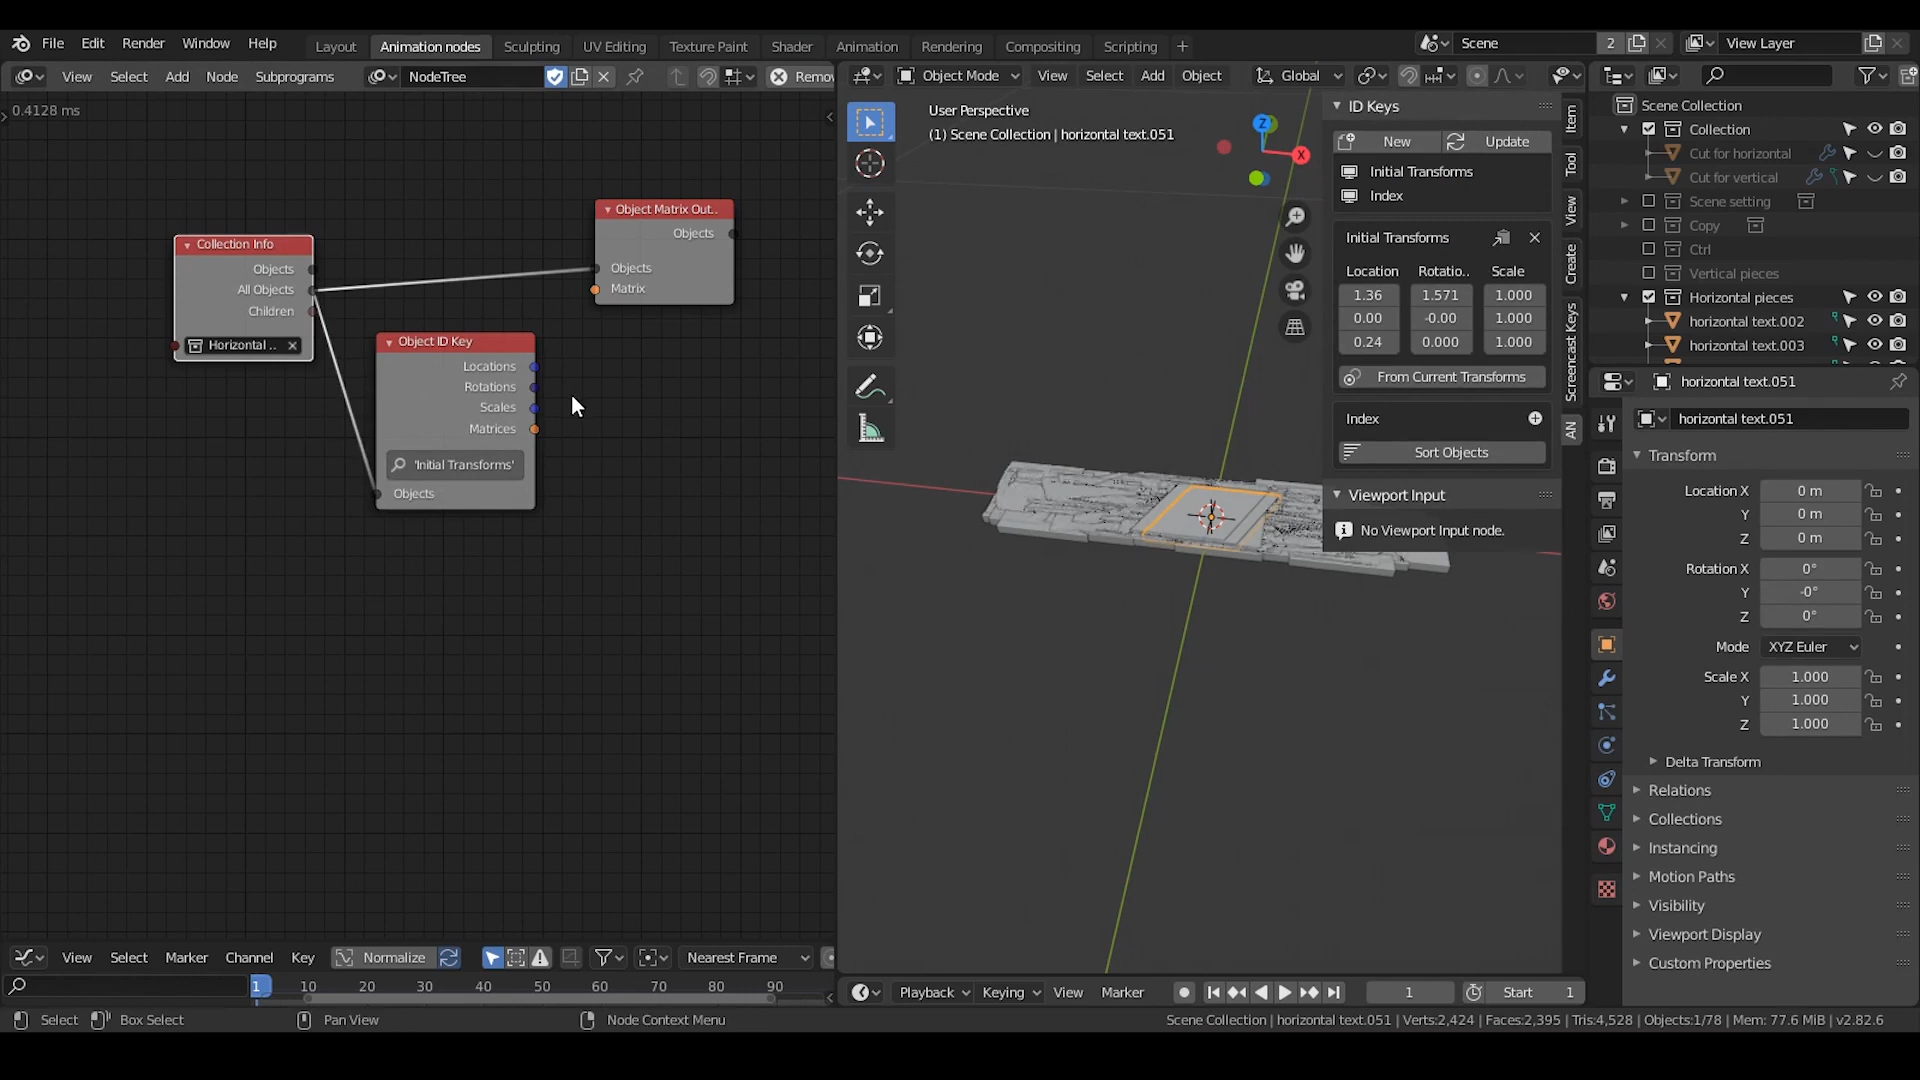 File Edit Render Window Help Layout Animation nodes Sculpting UV Editing Texture Paint Shader Animation Rendering Compositing Scripting Scene 2 View Layer
View Select Add Node Subprograms NodeTree Remov
0.4128 ms
Collection Info
Objects
All Objects
Children
Horizontal ..
Object Matrix Out..
Objects
Objects
Matrix
Object ID Key
Locations
Rotations
Scales
Matrices
'Initial Transforms'
Objects
Object Mode View Select Add Object Global
User Perspective
(1) Scene Collection | horizontal text.051
Z
X
ID Keys
New Update
Initial Transforms
Index
Initial Transforms
Location Rotatio.. Scale
1.36 1.571 1.000
0.00 -0.00 1.000
0.24 0.000 1.000
From Current Transforms
Index
Sort Objects
Viewport Input
No Viewport Input node.
Item
Tool
View
Create
Screencast Keys
AN
Scene Collection
Collection
Cut for horizontal
Cut for vertical
Scene setting
Copy
Ctrl
Vertical pieces
Horizontal pieces
horizontal text.002
horizontal text.003
horizontal text.051
horizontal text.051
Transform
Location X 0 m
Y 0 m
Z 0 m
Rotation X 0°
Y -0°
Z 0°
Mode XYZ Euler
Scale X 1.000
Y 1.000
Z 1.000
Delta Transform
Relations
Collections
Instancing
Motion Paths
Visibility
Viewport Display
Custom Properties
View Select Marker Channel Key Normalize Nearest Frame
1 10 20 30 40 50 60 70 80 90
Playback Keying View Marker 1 Start 1
Select Box Select Pan View Node Context Menu
Scene Collection | horizontal text.051 | Verts:2,424 | Faces:2,395 | Tris:4,528 | Objects:1/78 | Mem: 77.6 MiB | v2.82.6